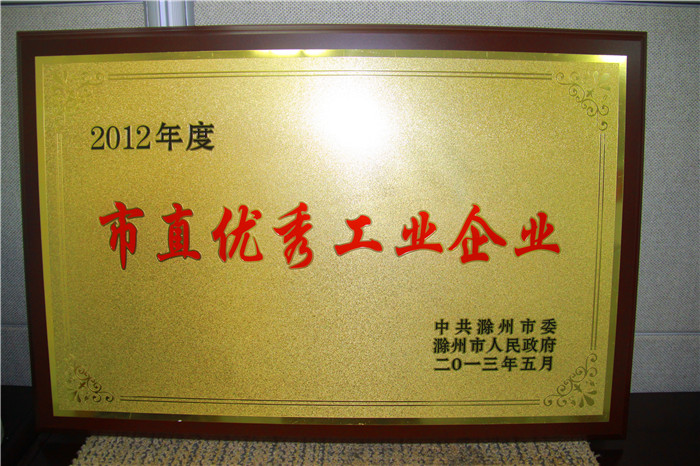 2012年度
市直优秀工业企业
中共滁州市委
滁州市人民政府
二〇一三年五月